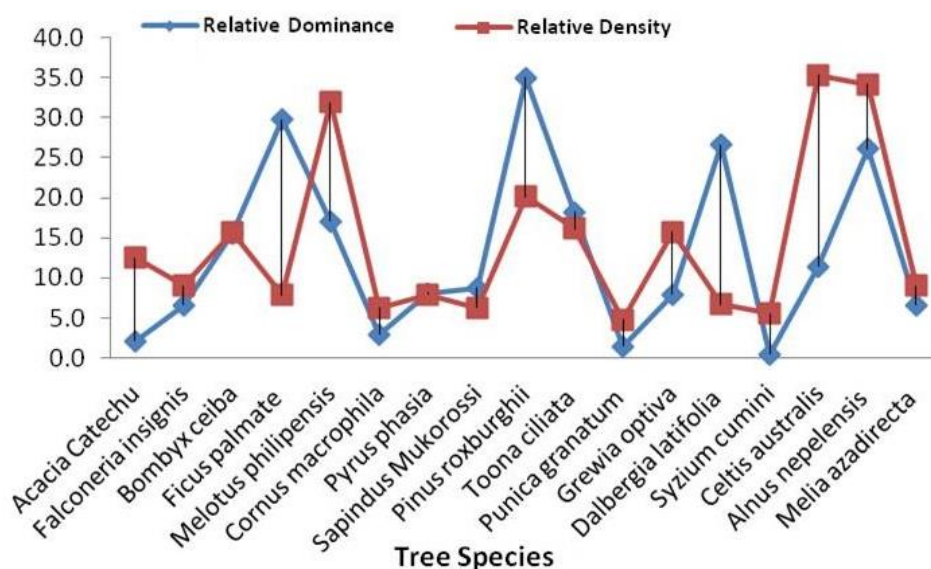 Relative Dominance
Relative Density
40.0
35.0
30.0
25.0
20.0
15.0
10.0
5.0
0.0
Acacia Catechu
Falconeria insignis
Bombyx ceiba
Ficus palmate
Melotus phillipensis
Cornus macrophila
Pyrus phasia
Sapindus Mukorossi
Pinus roxburghii
Toona ciliata
Punica granatum
Grewia optiva
Dalbergia latifolia
Syzium cumini
Celtis australis
Alnus nepelensis
Melia azadirecta
Tree Species